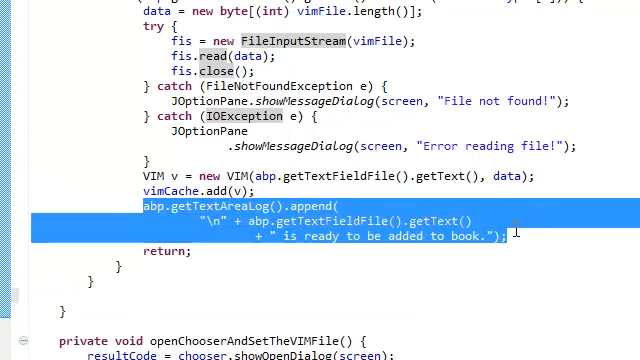 data = new byte[(int) vimFile.length()];
try {
fis = new FileInputStream(vimFile);
fis.read(data);
fis.close();
} catch (FileNotFoundException e) {
JOptionPane.showMessageDialog(screen, "File not found!");
} catch (IOException e) {
JOptionPane
.showMessageDialog(screen, "Error reading file!");
}
VIM v = new VIM(abp.getTextFieldFile().getText(), data);
vimCache.add(v);
abp.getTextAreaLog().append(
"\n" + abp.getTextFieldFile().getText()
+ " is ready to be added to book.");
return;
}
}
}
private void openChooserAndSetTheVIMFile() {
resultCode = chooser.showOpenDialog(screen);